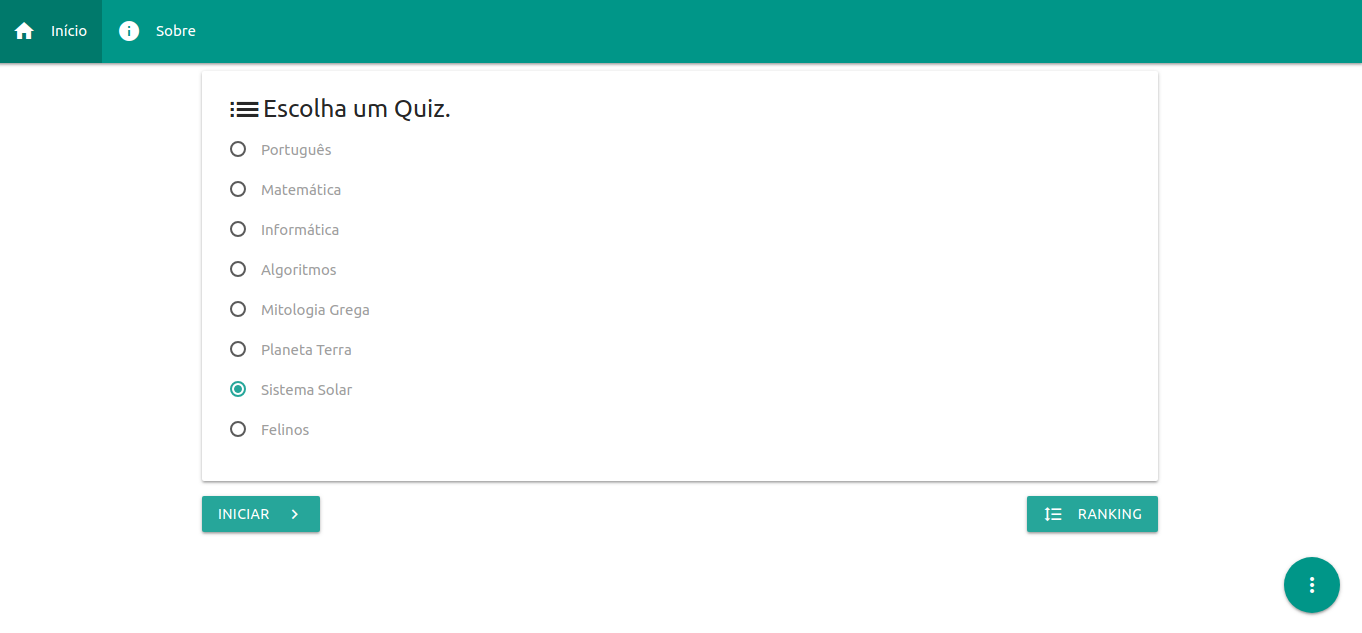 Início
Sobre
Escolha um Quiz.
Português
Matemática
Informática
Algoritmos
Mitologia Grega
Planeta Terra
Sistema Solar
Felinos
INICIAR
RANKING